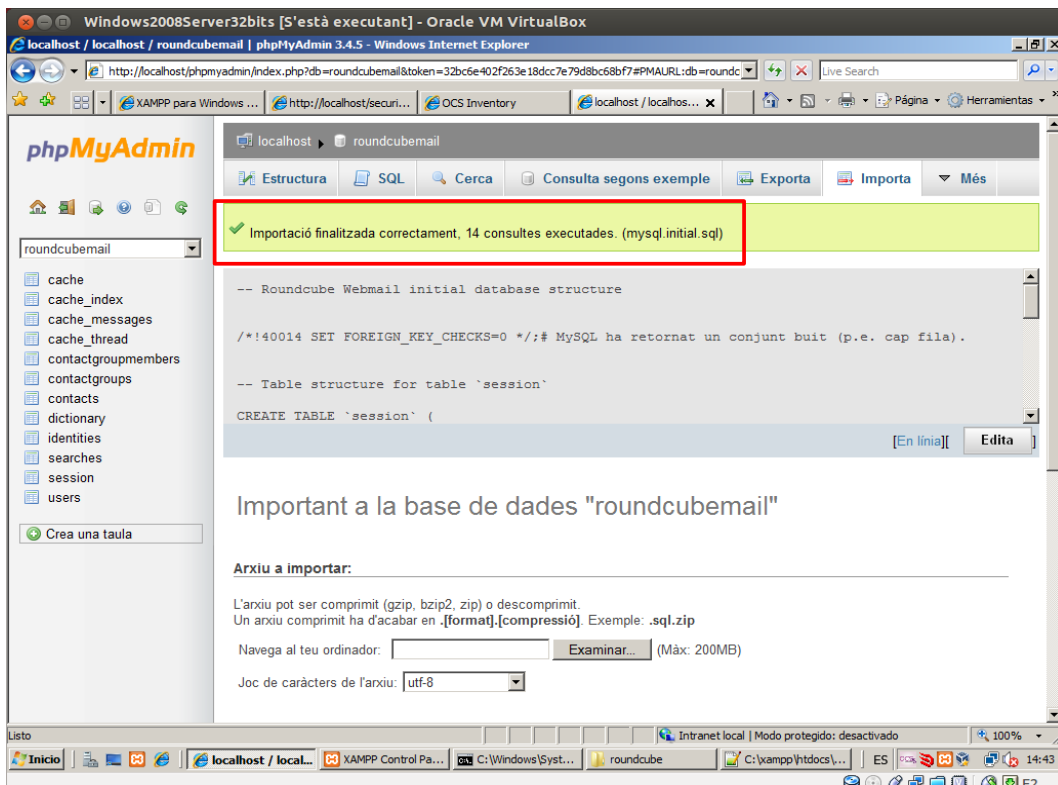 Windows2008Server32bits [S'està executant] - Oracle VM VirtualBox
localhost / localhost / roundcubemail | phpMyAdmin 3.4.5 - Windows Internet Explorer
http://localhost/phpmyadmin/index.php?db=roundcubemail&token=32bc6e402f263e18dcc7e79d8bc68bf7#PMAURL:db=roundc
Live Search
XAMPP para Windows ...
http://locahost/securi...
OCS Inventory
localhost / localhos...
Página
Herramientas
phpMyAdmin
localhost
roundcubemail
Estructura
SQL
Cerca
Consulta segons exemple
Exporta
Importa
Més
Importació finalitzada correctament, 14 consultes executades. (mysql.initial.sql)
roundcubemail
cache
cache_index
cache_messages
cache_thread
contactgroupmembers
contactgroups
contacts
dictionary
identities
searches
session
users
Crea una taula
-- Roundcube Webmail initial database structure
/*!40014 SET FOREIGN_KEY_CHECKS=0 */;# MySQL ha retornat un conjunt buit (p.e. cap fila).
-- Table structure for table `session`
CREATE TABLE `session` (
[En línia][ Edita ]
Important a la base de dades "roundcubemail"
Arxiu a importar:
L'arxiu pot ser comprimit (gzip, bzip2, zip) o descomprimit.
Un arxiu comprimit ha d'acabar en .[format].[compressió]. Exemple: .sql.zip
Navega al teu ordinador: Examinar... (Màx: 200MB)
Joc de caràcters de l'arxiu: utf-8
Listo
Intranet local | Modo protegido: desactivado
100%
Inicio
localhost / local...
XAMPP Control Pa...
C:\Windows\Syst...
roundcube
C:\xampp\htdocs\...
ES
14:43